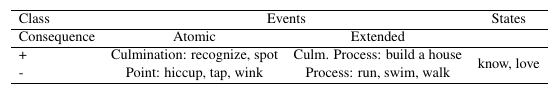 Class Events States
Consequence Atomic Extended
+ Culmination: recognize, spot Culm. Process: build a house
know, love
- Point: hiccup, tap, wink Process: run, swim, walk